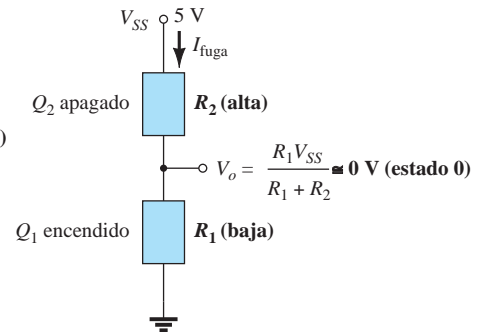 V_SS 5 V
I_fuga
Q_2 apagado R_2 (alta)
)
V_o = R_1V_SS / R_1 + R_2 ≅ 0 V (estado 0)
Q_1 encendido R_1 (baja)